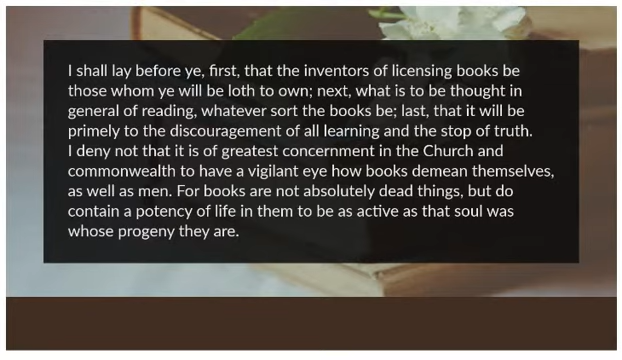 I shall lay before ye, first, that the inventors of licensing books be
those whom ye will be loth to own; next, what is to be thought in
general of reading, whatever sort the books be; last, that it will be
primely to the discouragement of all learning and the stop of truth.
I deny not that it is of greatest concernment in the Church and
commonwealth to have a vigilant eye how books demean themselves,
as well as men. For books are not absolutely dead things, but do
contain a potency of life in them to be as active as that soul was
whose progeny they are.